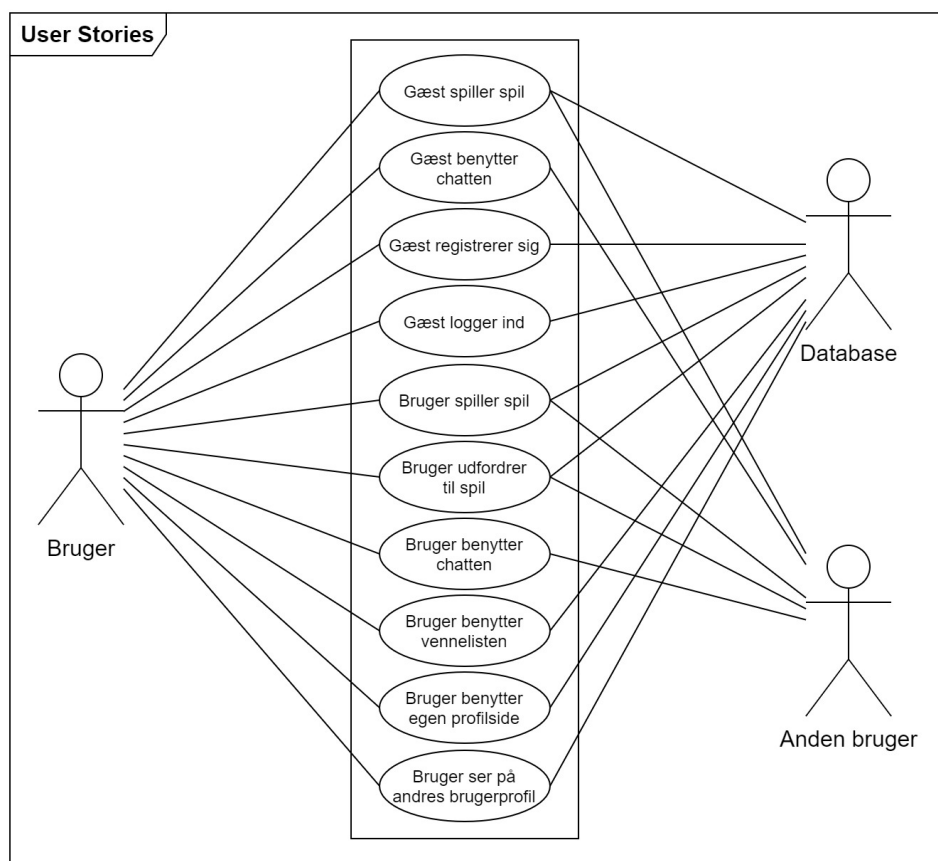 User Stories
Gæst spiller spil
Gæst benytter
chatten
Gæst registrerer sig
Gæst logger ind
Bruger spiller spil
Bruger udfordrer
til spil
Bruger benytter
chatten
Bruger benytter
vennelisten
Bruger benytter
egen profilside
Bruger ser på
andres brugerprofil
Bruger
Database
Anden bruger